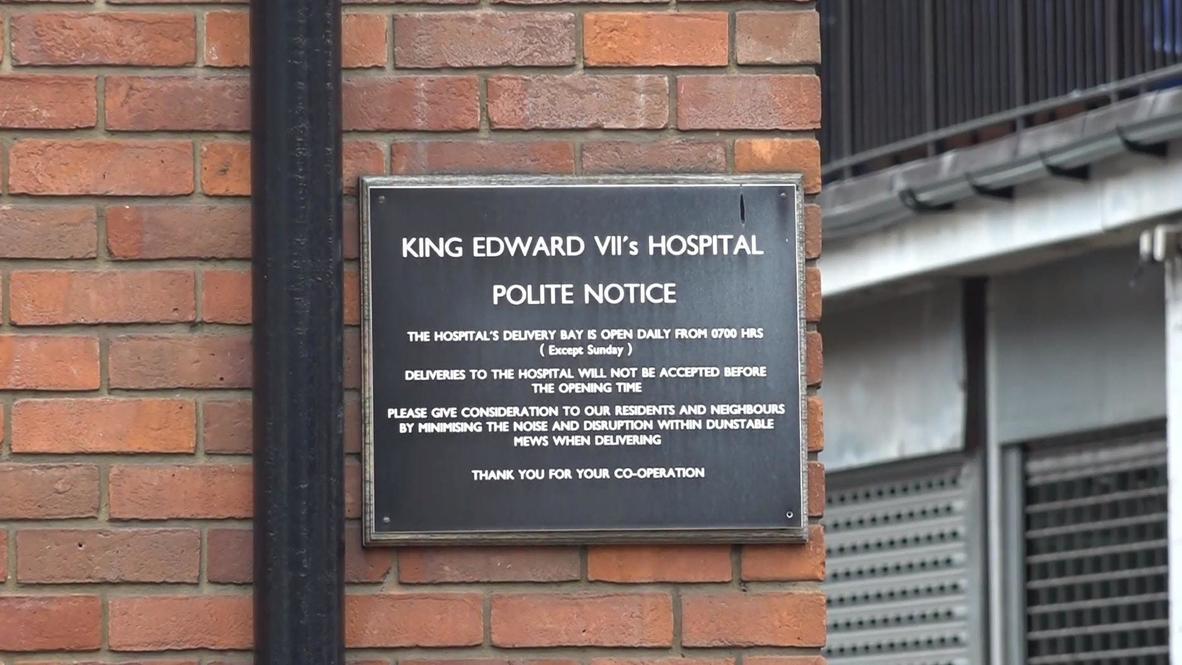 KING EDWARD VII's HOSPITAL
POLITE NOTICE
THE HOSPITAL'S DELIVERY BAY IS OPEN DAILY FROM 0700 HRS
( Except Sunday )
DELIVERIES TO THE HOSPITAL WILL NOT BE ACCEPTED BEFORE
THE OPENING TIME
PLEASE GIVE CONSIDERATION TO OUR RESIDENTS AND NEIGHBOURS
BY MINIMISING THE NOISE AND DISRUPTION WITHIN DUNSTABLE
MEWS WHEN DELIVERING
THANK YOU FOR YOUR CO-OPERATION